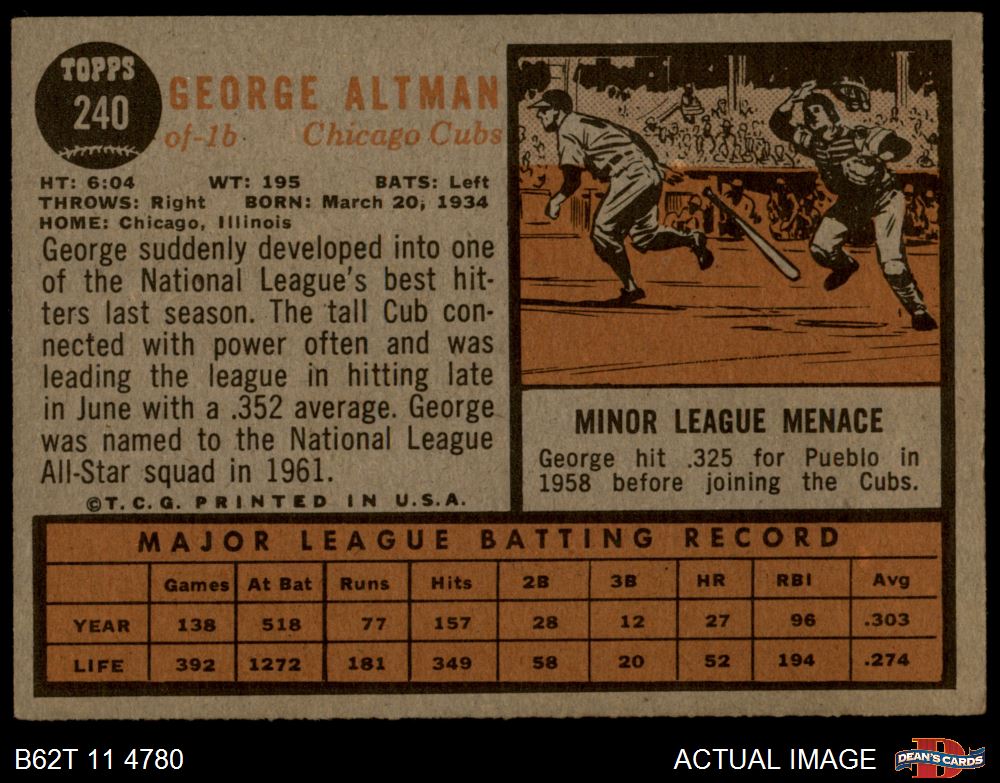 TOPPS
240
GEORGE ALTMAN
of-1b Chicago Cubs
HT: 6:04 WT: 195 BATS: Left
THROWS: Right BORN: March 20, 1934
HOME: Chicago, Illinois
George suddenly developed into one
of the National League's best hit-
ters last season. The tall Cub con-
nected with power often and was
leading the league in hitting late
in June with a .352 average. George
was named to the National League
All-Star squad in 1961.
©T.C.G. PRINTED IN U.S.A.
MINOR LEAGUE MENACE
George hit .325 for Pueblo in
1958 before joining the Cubs.
MAJOR LEAGUE BATTING RECORD
Games At Bat Runs Hits 2B 3B HR RBI Avg
YEAR 138 518 77 157 28 12 27 96 .303
LIFE 392 1272 181 349 58 20 52 194 .274
B62T 11 4780
ACTUAL IMAGE
DEAN'S CARDS